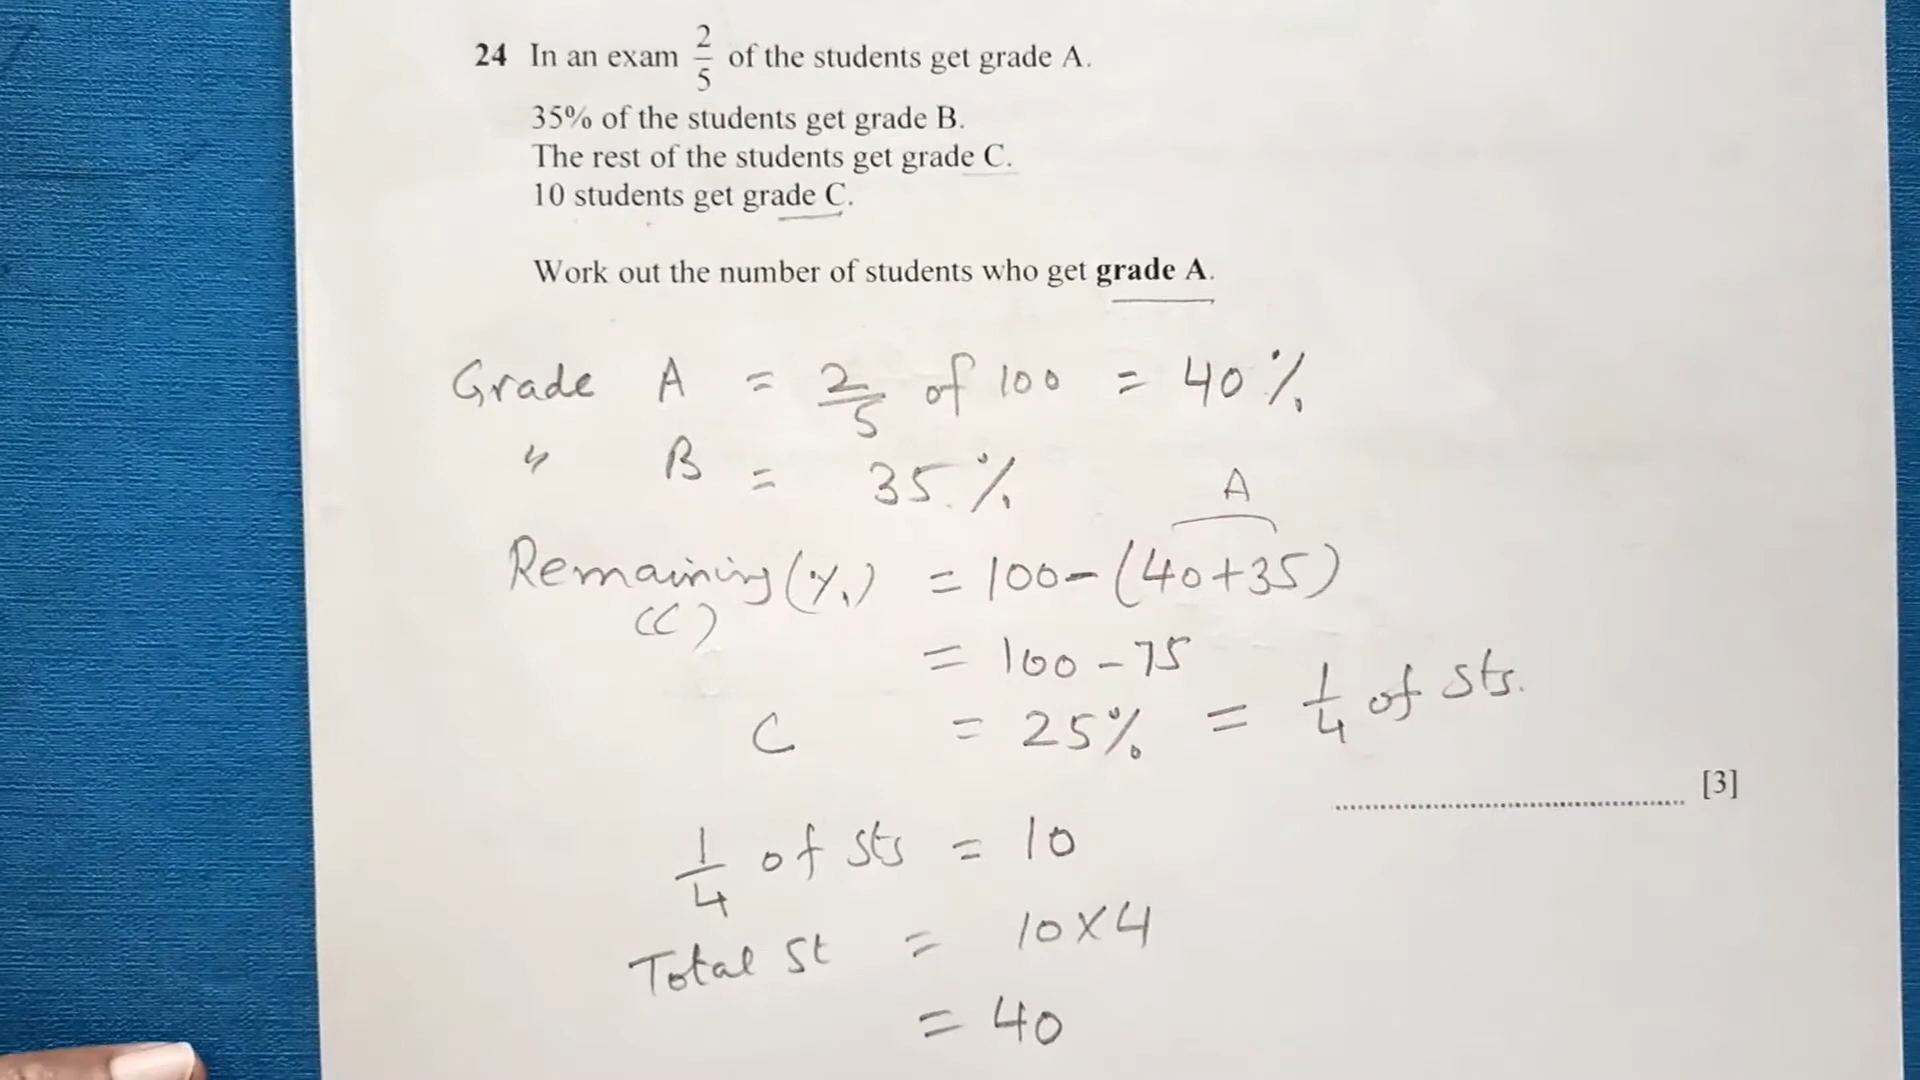 24 In an exam 2/5 of the students get grade A.
35% of the students get grade B.
The rest of the students get grade C.
10 students get grade C.
Work out the number of students who get grade A.
Grade A = 2/5 of 100 = 40%
" B = 35%
A
Remaining (%) = 100-(40+35)
(C)
= 100-75
C = 25% = 1/4 of sts.
[3]
1/4 of sts = 10
Total st = 10x4
= 40